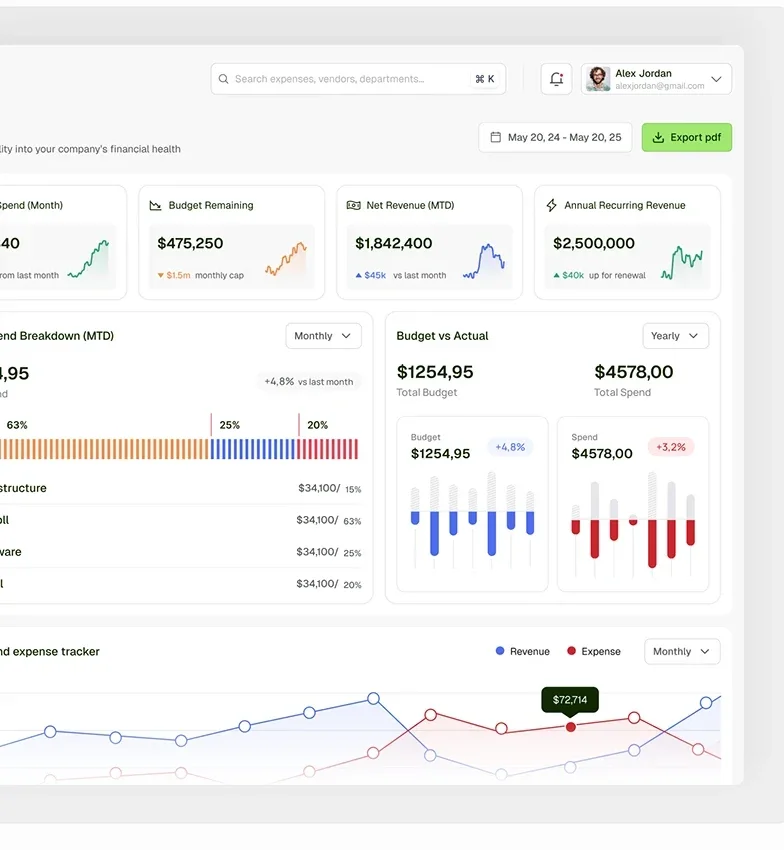 Search expenses, vendors, departments...
⌘ K
Alex Jordan
alexjordan@gmail.com
ity into your company's financial health
May 20, 24 - May 20, 25
Export pdf
Spend (Month)
40
rom last month
Budget Remaining
$475,250
$1.5m monthly cap
Net Revenue (MTD)
$1,842,400
$45k vs last month
Annual Recurring Revenue
$2,500,000
$40k up for renewal
end Breakdown (MTD)
Monthly
4,95
nd
+4,8% vs last month
63%
25%
20%
structure
$34,100/ 15%
oll
$34,100/ 63%
ware
$34,100/ 25%
l
$34,100/ 20%
Budget vs Actual
Yearly
$1254,95
Total Budget
$4578,00
Total Spend
Budget
$1254,95
+4,8%
Spend
$4578,00
+3,2%
nd expense tracker
Revenue
Expense
Monthly
$72,714